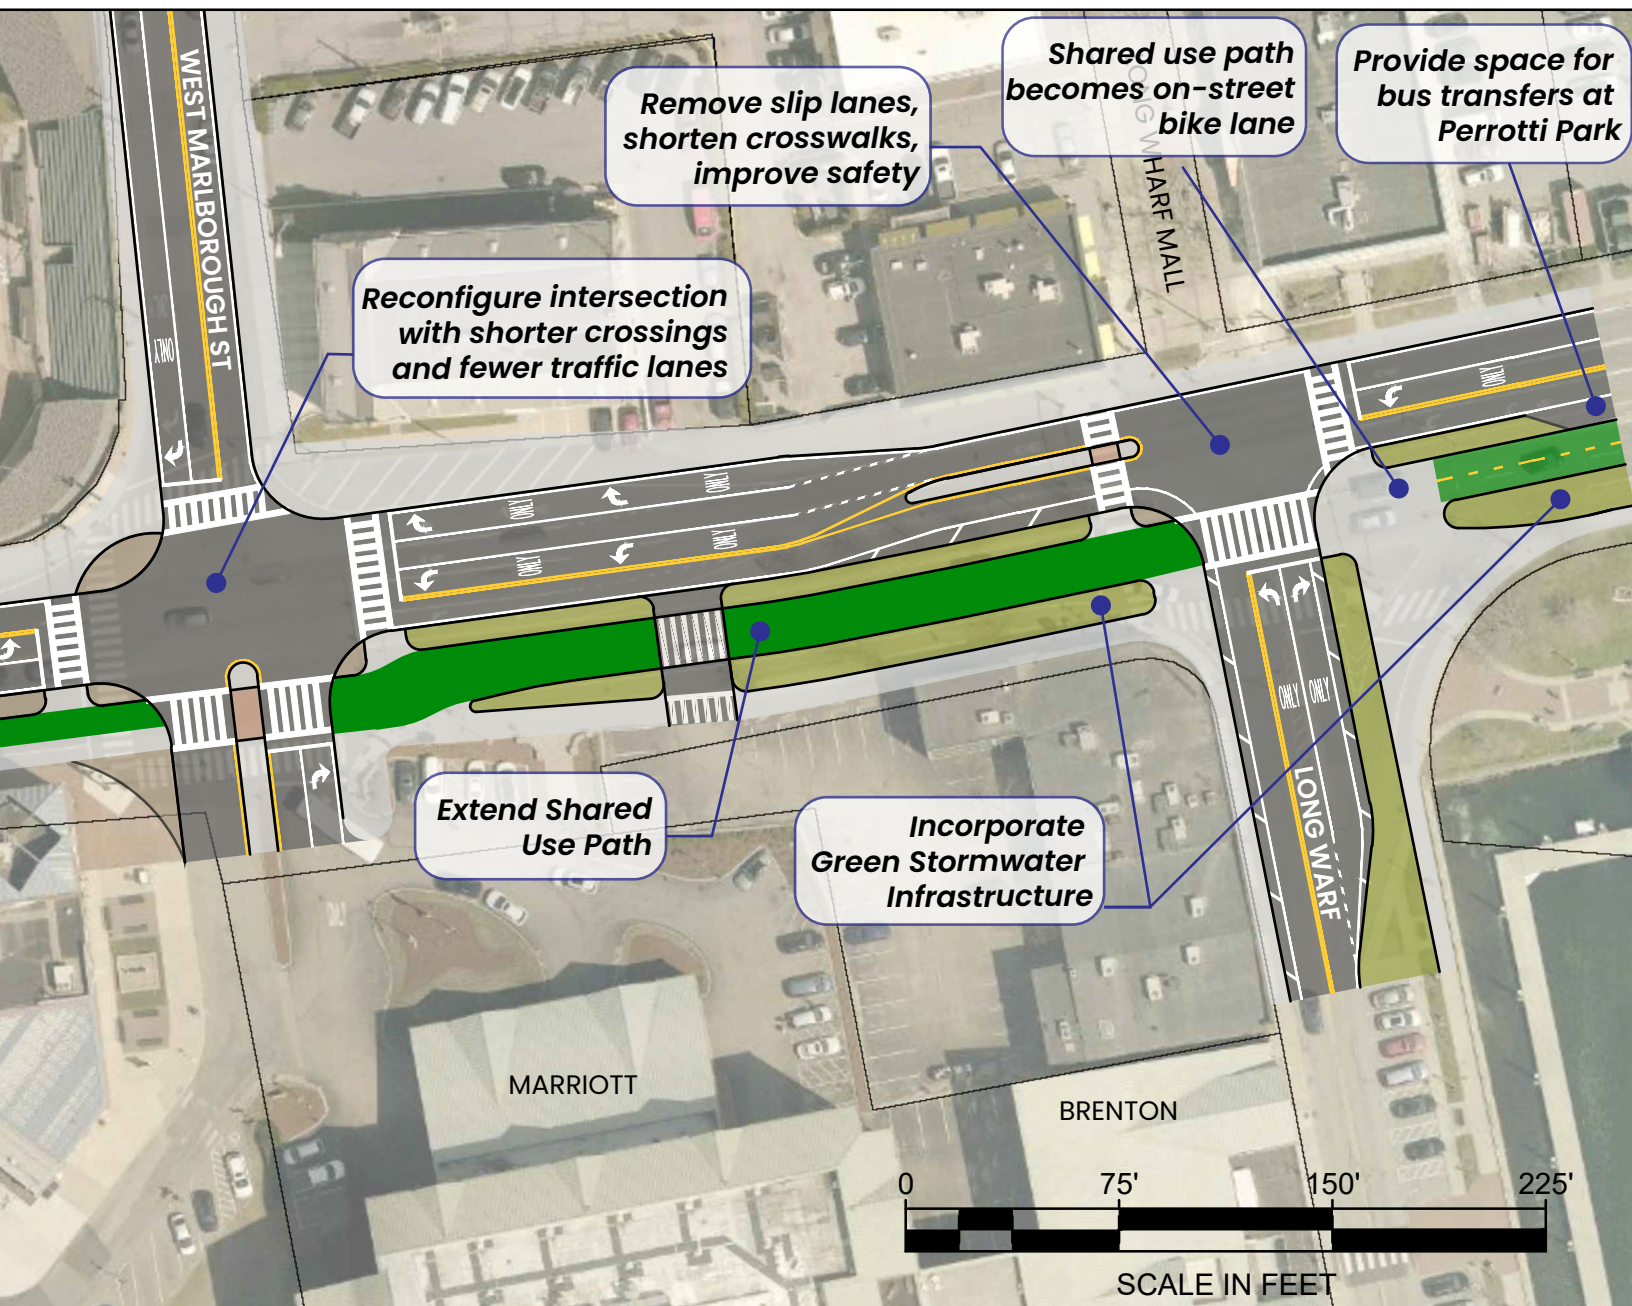 Shared use path
becomes on-street
bike lane
Provide space for
bus transfers at
Perrotti Park
Remove slip lanes,
shorten crosswalks,
improve safety
WEST MARLBOROUGH ST
LONG WHARF MALL
Reconfigure intersection
with shorter crossings
and fewer traffic lanes
ONLY
ONLY
ONLY
ONLY
ONLY
ONLY
ONLY
ONLY
Extend Shared
Use Path
Incorporate
Green Stormwater
Infrastructure
LONG WARF
MARRIOTT
BRENTON
0 75' 150' 225'
SCALE IN FEET